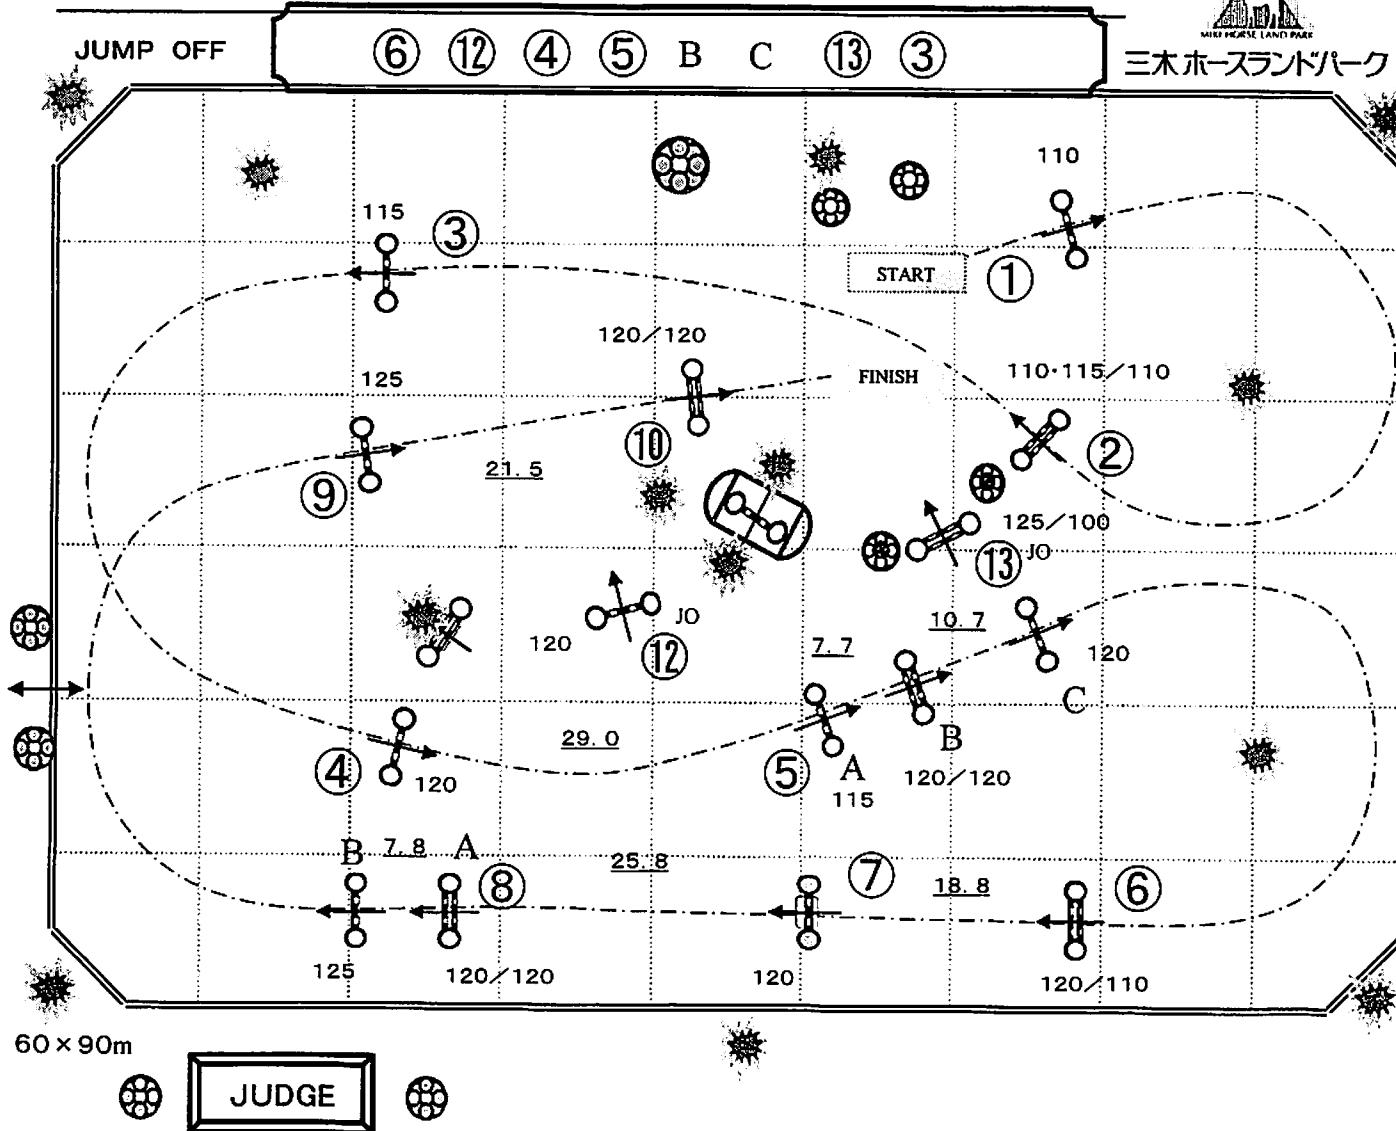 MIKI HORSE LAND PARK
三木ホースランドパーク
JUMP OFF ⑥ ⑫ ④ ⑤ B C ⑬ ③
110
115 ③
START ①
120/120
125 FINISH 110・115/110
⑩ ②
⑨ 21.5
125/100
⑬ JO
120 JO ⑫
7.7 10.7 120
C
B
④ 120 29.0 ⑤ A 120/120
115
B 7.8 A ⑧ 25.8 ⑦ 18.8 ⑥
125 120/120 120 120/110
60×90m
JUDGE